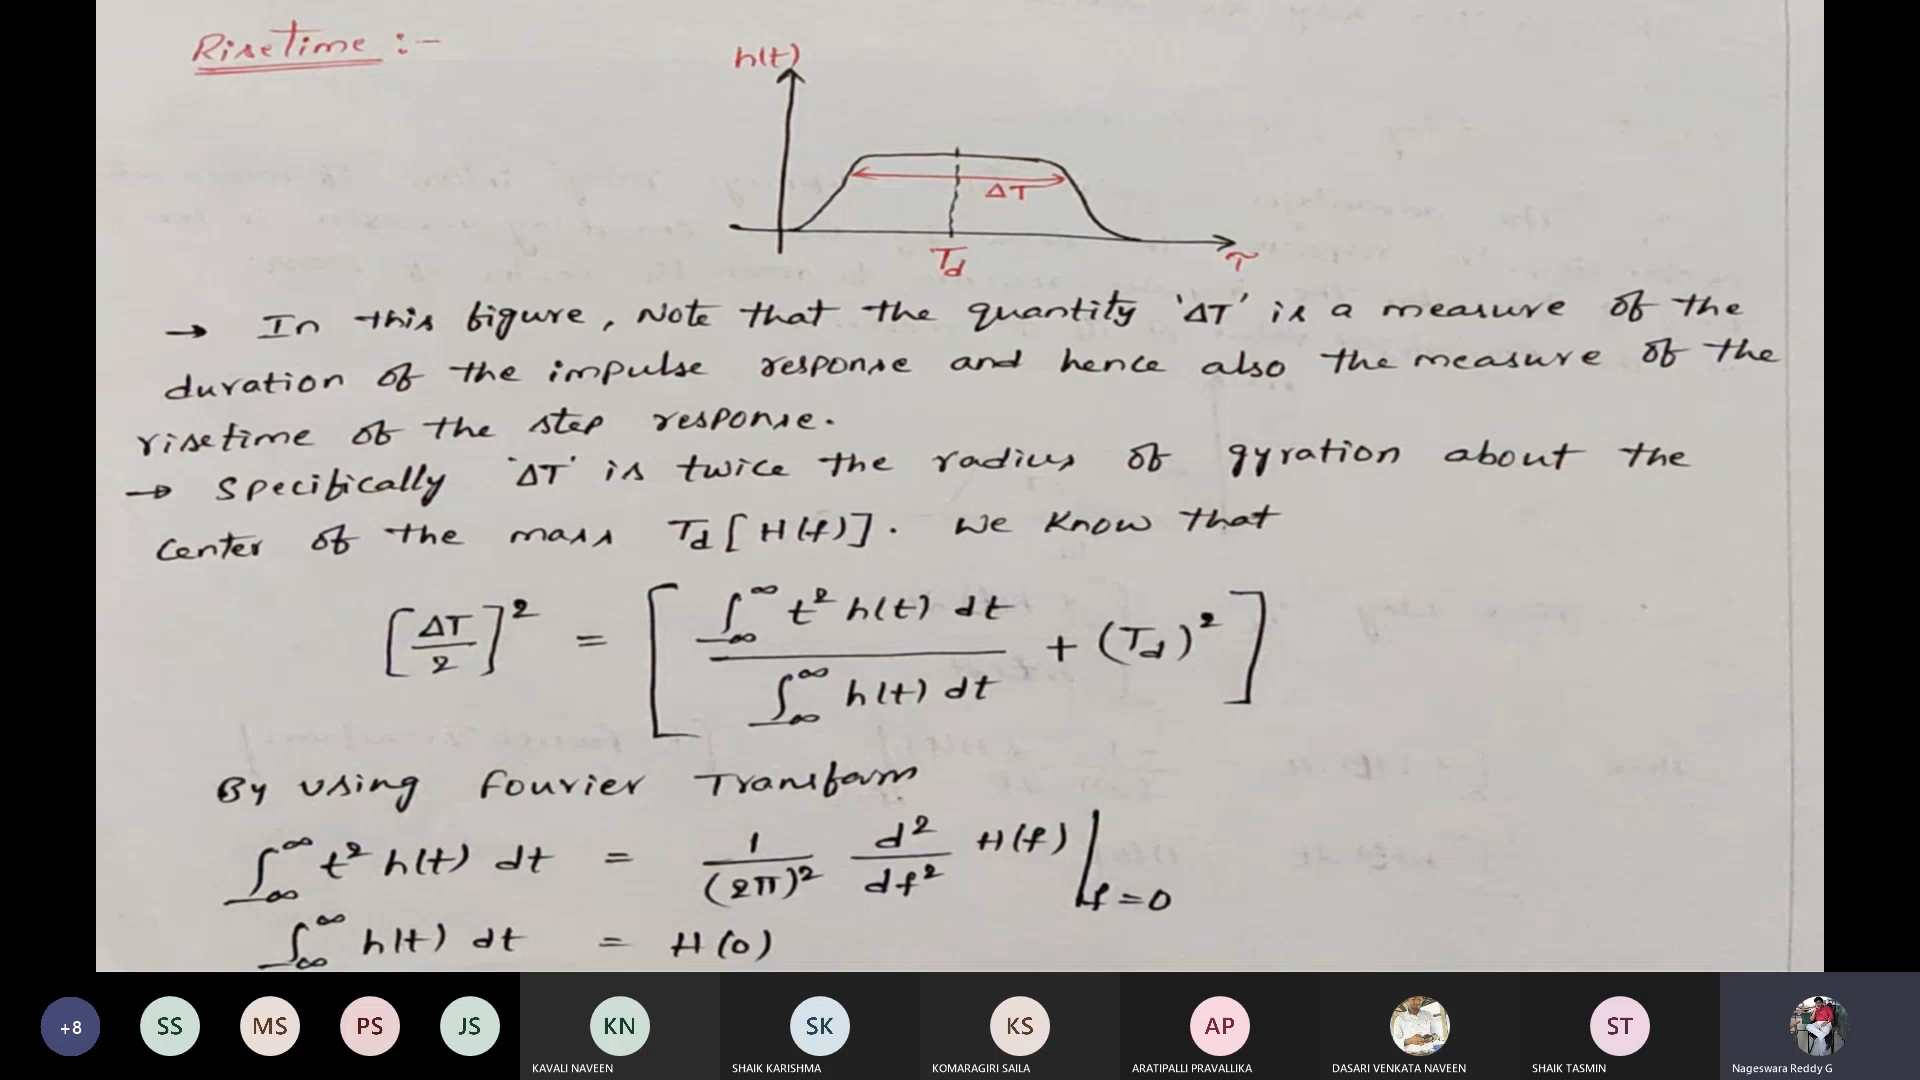 Risetime :-
h(t)
ΔT
Td
τ
→ In this figure, Note that the quantity 'ΔT' is a measure of the
duration of the impulse response and hence also the measure of the
risetime of the step response.
→ Specifically 'ΔT' is twice the radius of gyration about the
center of the mass Td [H(f)]. We know that
[ΔT/2]² = [∫_{-∞}^{∞} t² h(t) dt / ∫_{-∞}^{∞} h(t) dt + (Td)²]
By using Fourier Transform
∫_{-∞}^{∞} t² h(t) dt = 1/(2π)² d²/df² H(f)|f=0
∫_{-∞}^{∞} h(t) dt = H(0)
+8 SS MS PS JS KN SK KS AP ST
KAVALI NAVEEN SHAIK KARISHMA KOMARAGIRI SAILA ARATIPALLI PRAVALLIKA DASARI VENKATA NAVEEN SHAIK TASMIN Nageswara Reddy G